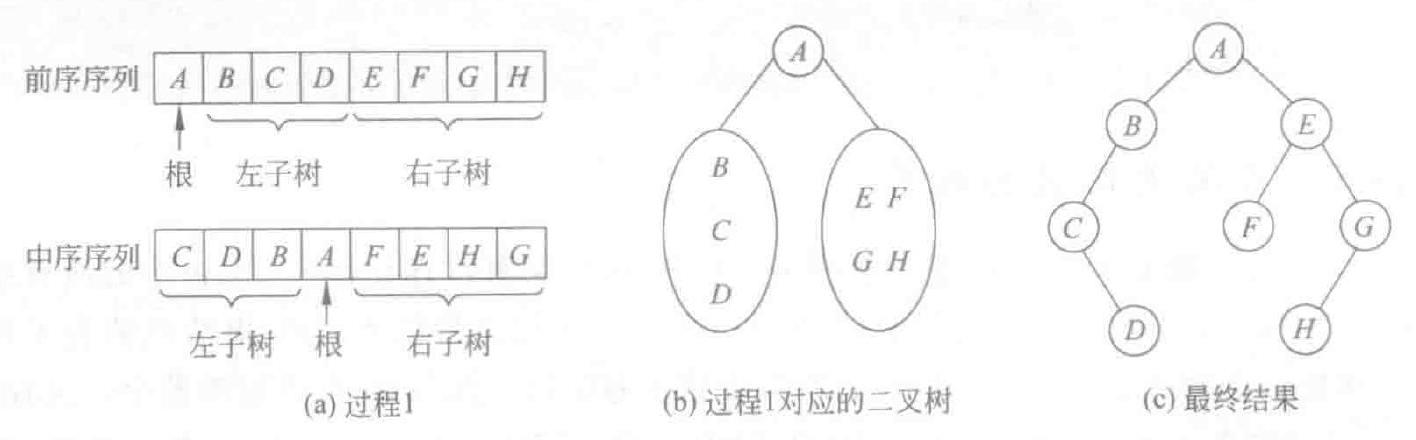 前序序列 A B C D E F G H
根 左子树 右子树
中序序列 C D B A F E H G
左子树 根 右子树
(a) 过程1
A
B
C
D
E F
G H
(b) 过程1对应的二叉树
A
B E
C F G
D H
(c) 最终结果